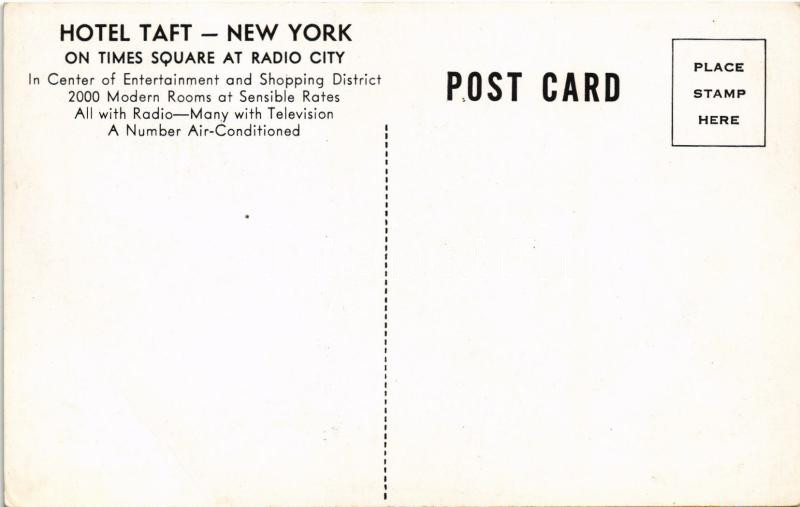 HOTEL TAFT — NEW YORK
ON TIMES SQUARE AT RADIO CITY
In Center of Entertainment and Shopping District
2000 Modern Rooms at Sensible Rates
All with Radio—Many with Television
A Number Air-Conditioned
POST CARD
PLACE
STAMP
HERE